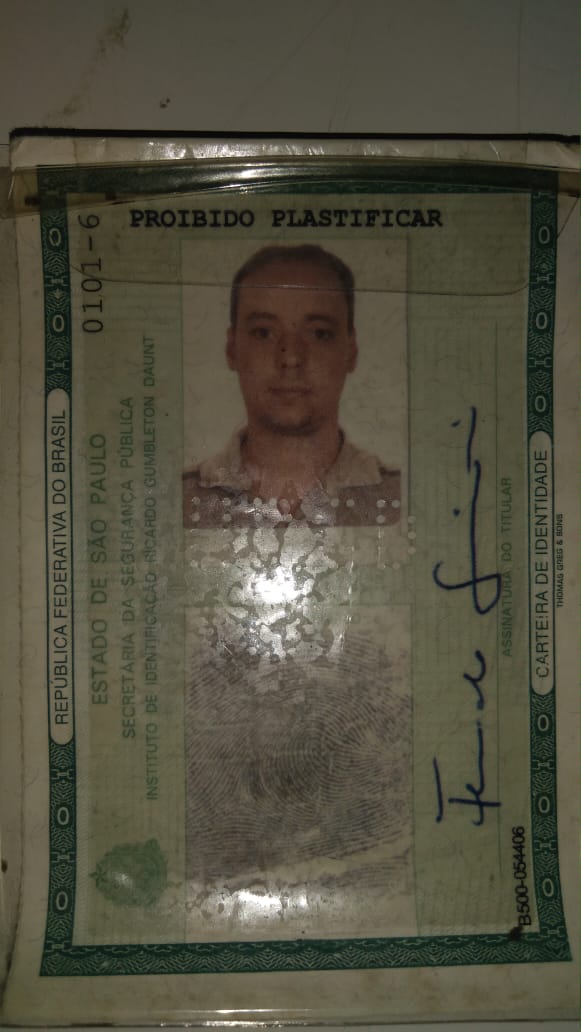 REPÚBLICA FEDERATIVA DO BRASIL
ESTADO DE SÃO PAULO
SECRETARIA DA SEGURANÇA PÚBLICA
INSTITUTO DE IDENTIFICAÇÃO RICARDO GUMBLETON DAUNT
0101-6
PROIBIDO PLASTIFICAR
ASSINATURA DO TITULAR
B500-054406
CARTEIRA DE IDENTIDADE
THOMAS GREG & SONS